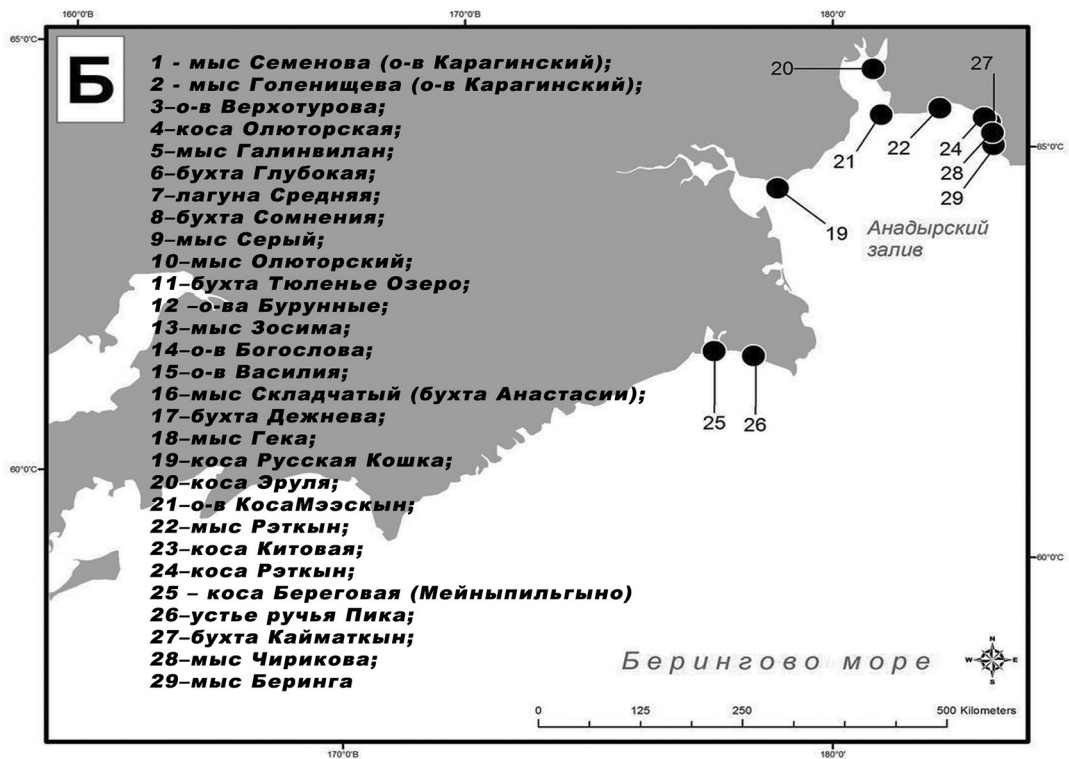 160°0'В
170°0'В
180°0'
65°0'С
Б
1 - мыс Семенова (о-в Карагинский);
2 - мыс Голенищева (о-в Карагинский);
3–о-в Верхотурова;
4–коса Олюторская;
5–мыс Галинвилан;
6–бухта Глубокая;
7–лагуна Средняя;
8–бухта Сомнения;
9–мыс Серый;
10–мыс Олюторский;
11–бухта Тюленье Озеро;
12 –о-ва Бурунные;
13–мыс Зосима;
14–о-в Богослова;
15–о-в Василия;
16–мыс Складчатый (бухта Анастасии);
17–бухта Дежнева;
18–мыс Гека;
19–коса Русская Кошка;
20–коса Эруля;
21–о-в КосаМээскын;
22–мыс Рэткын;
23–коса Китовая;
24–коса Рэткын;
25 – коса Береговая (Мейныпильгыно)
26–устье ручья Пика;
27–бухта Кайматкын;
28–мыс Чирикова;
29–мыс Беринга
20
27
21
22
24
28
29
65°0'С
19
Анадырский
залив
25
26
60°0'С
60°0'С
Берингово море
N
W
E
S
0
125
250
500 Kilometers
170°0'В
180°0'